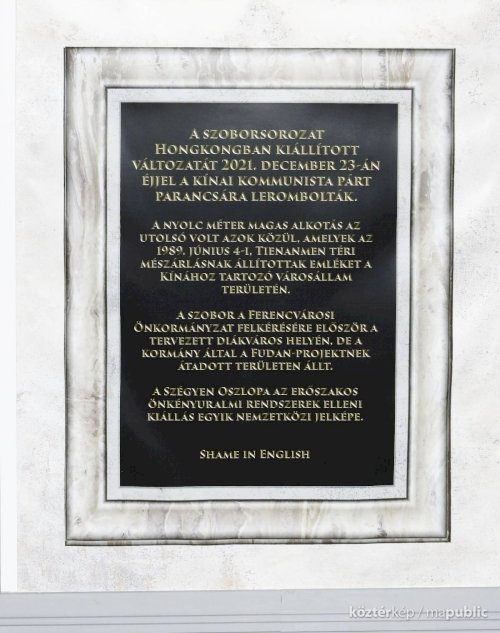 A szoborsorozat
Hongkongban kiállított
változatát 2021. december 23-án
éjjel a kínai kommunista párt
parancsára lerombolták.
A nyolc méter magas alkotás az
utolsó volt azok közül, amelyek az
1989. június 4-i, Tienanmen téri
mészárlásnak állítottak emléket a
Kínához tartozó városállam
területén.
A szobor a Ferencvárosi
Önkormányzat felkérésére először a
tervezett diákváros helyén, de a
kormány által a Fudan-projektnek
átadott területen állt.
A Szégyen Oszlopa az erőszakos
önkényuralmi rendszerek elleni
kiállás egyik nemzetközi jelképe.
Shame in English
köztérkép / mapublic